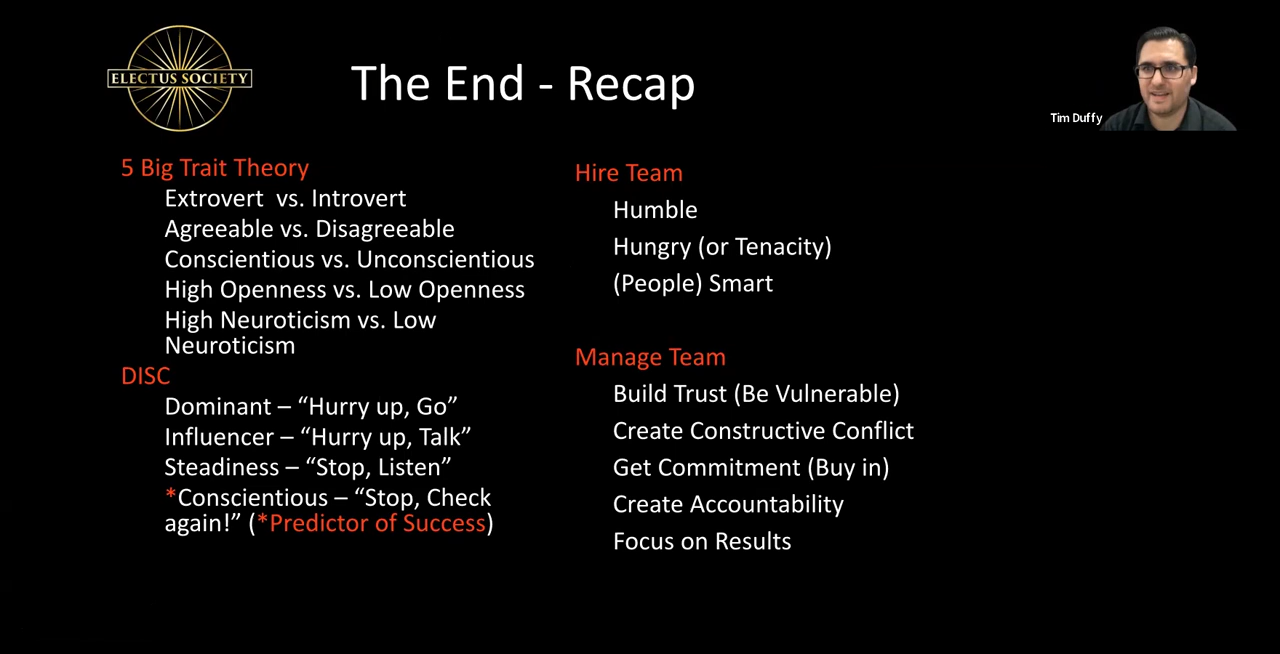 ELECTUS SOCIETY
The End - Recap
Tim Duffy
5 Big Trait Theory
Extrovert  vs. Introvert
Agreeable vs. Disagreeable
Conscientious vs. Unconscientious
High Openness vs. Low Openness
High Neuroticism vs. Low
Neuroticism
DISC
Dominant – “Hurry up, Go”
Influencer – “Hurry up, Talk”
Steadiness – “Stop, Listen”
*Conscientious – “Stop, Check
again!” (*Predictor of Success)
Hire Team
Humble
Hungry (or Tenacity)
(People) Smart
Manage Team
Build Trust (Be Vulnerable)
Create Constructive Conflict
Get Commitment (Buy in)
Create Accountability
Focus on Results